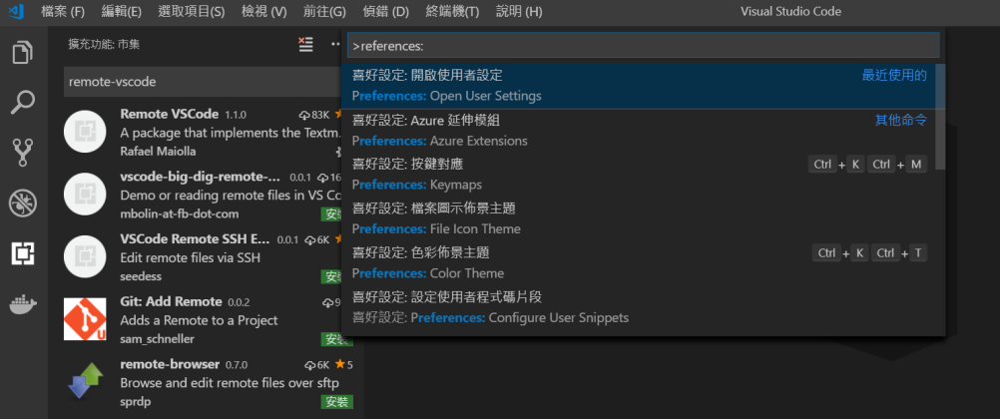 檔案 (F) 編輯(E) 選取項目(S) 檢視 (V) 前往(G) 偵錯 (D) 終端機(T) 說明 (H) Visual Studio Code
擴充功能: 市集
remote-vscode
Remote VSCode 1.1.0 83K
A package that implements the Textm
Rafael Maiolla
vscode-big-dig-remote-... 0.0.1 16
Demo or reading remote files in VS Co
mbolin-at-fb-dot-com 安裝
VSCode Remote SSH E... 0.0.1 6K
Edit remote files via SSH
seedess 安裝
Git: Add Remote 0.0.2 9
Adds a Remote to a Project
sam_schneller 安裝
remote-browser 0.7.0 6K 5
Browse and edit remote files over sftp
sprdp 安裝
>references:
喜好設定: 開啟使用者設定 最近使用的
Preferences: Open User Settings
喜好設定: Azure 延伸模組 其他命令
Preferences: Azure Extensions
喜好設定: 按鍵對應 Ctrl + K Ctrl + M
Preferences: Keymaps
喜好設定: 檔案圖示佈景主題
Preferences: File Icon Theme
喜好設定: 色彩佈景主題 Ctrl + K Ctrl + T
Preferences: Color Theme
喜好設定: 設定使用者程式碼片段
喜好設定: Preferences: Configure User Snippets